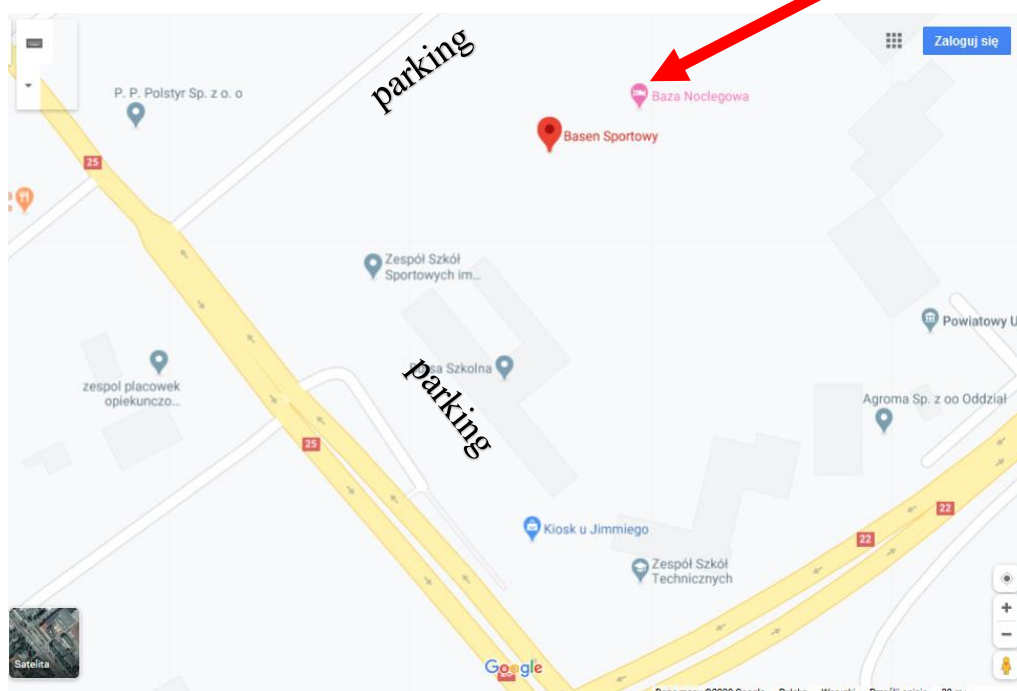 parking
Zaloguj się
P. P. Polstyr Sp. z o. o
Baza Noclegowa
Basen Sportowy
25
Zespół Szkół
Sportowych im...
Powiatowy U
Szkolna
parking
zespol placowek
opiekunczo...
Agroma Sp. z oo Oddział
25
22
22
Kiosk u Jimmiego
Zespół Szkół
Technicznych
Satelita
Google